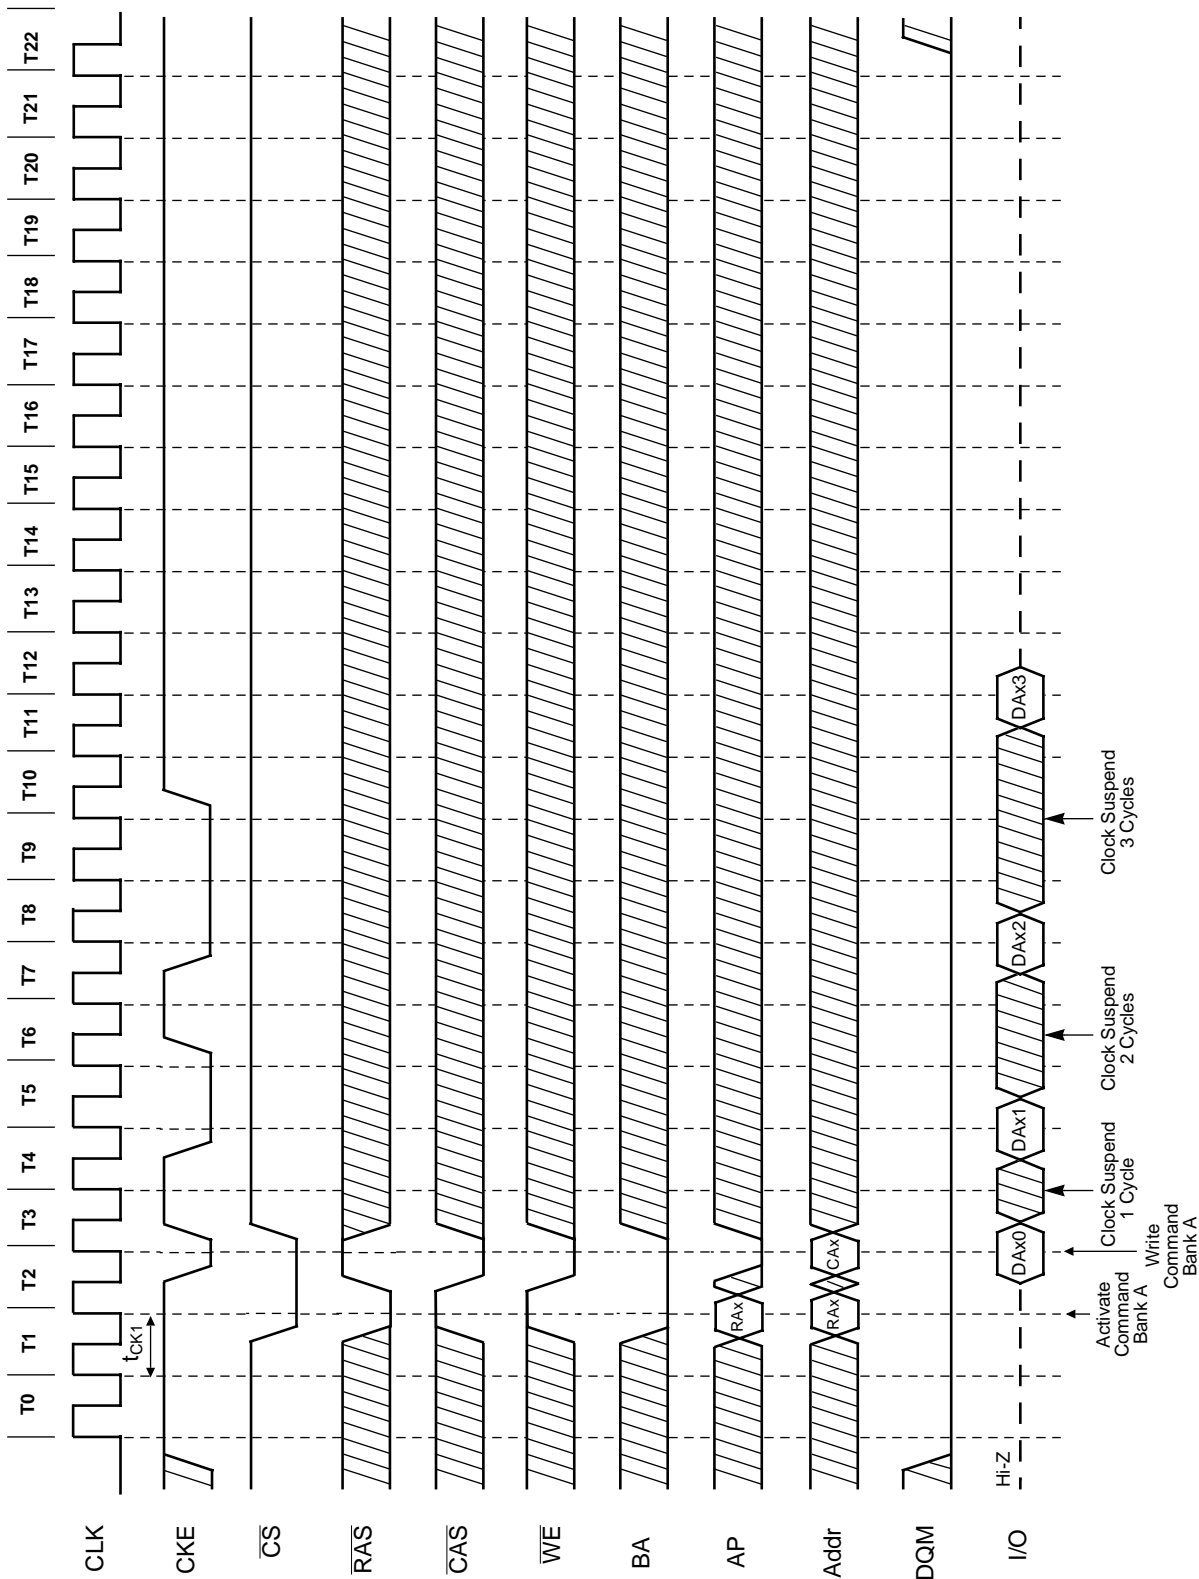 T0 T1 T2 T3 T4 T5 T6 T7 T8 T9 T10 T11 T12 T13 T14 T15 T16 T17 T18 T19 T20 T21 T22
CLK
tCK1
CKE
CS
RAS
CAS
WE
BA
AP
RAx
Addr
RAx CAx
DQM
I/O
Hi-Z
DAx0 DAx1 DAx2 DAx3
Activate
Command
Bank A
Write
Command
Bank A
Clock Suspend
1 Cycle
Clock Suspend
2 Cycles
Clock Suspend
3 Cycles